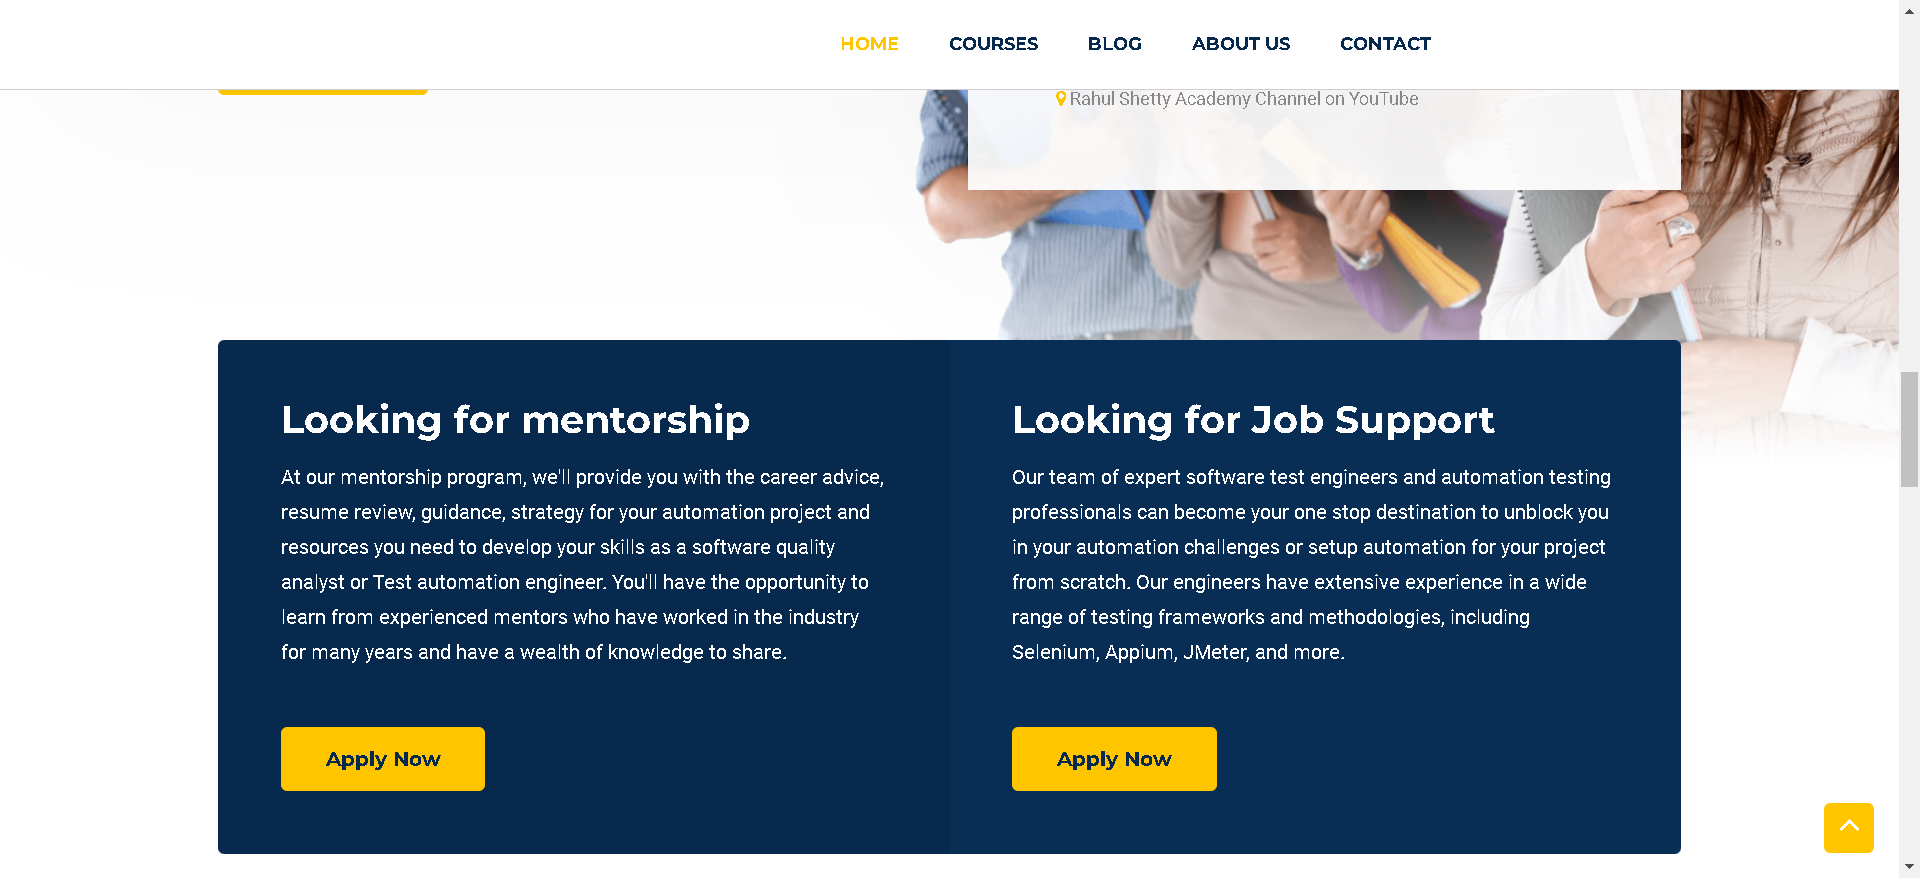 HOME COURSES BLOG ABOUT US CONTACT
Rahul Shetty Academy Channel on YouTube
Looking for mentorship
At our mentorship program, we'll provide you with the career advice,
resume review, guidance, strategy for your automation project and
resources you need to develop your skills as a software quality
analyst or Test automation engineer. You'll have the opportunity to
learn from experienced mentors who have worked in the industry
for many years and have a wealth of knowledge to share.
Apply Now
Looking for Job Support
Our team of expert software test engineers and automation testing
professionals can become your one stop destination to unblock you
in your automation challenges or setup automation for your project
from scratch. Our engineers have extensive experience in a wide
range of testing frameworks and methodologies, including
Selenium, Appium, JMeter, and more.
Apply Now